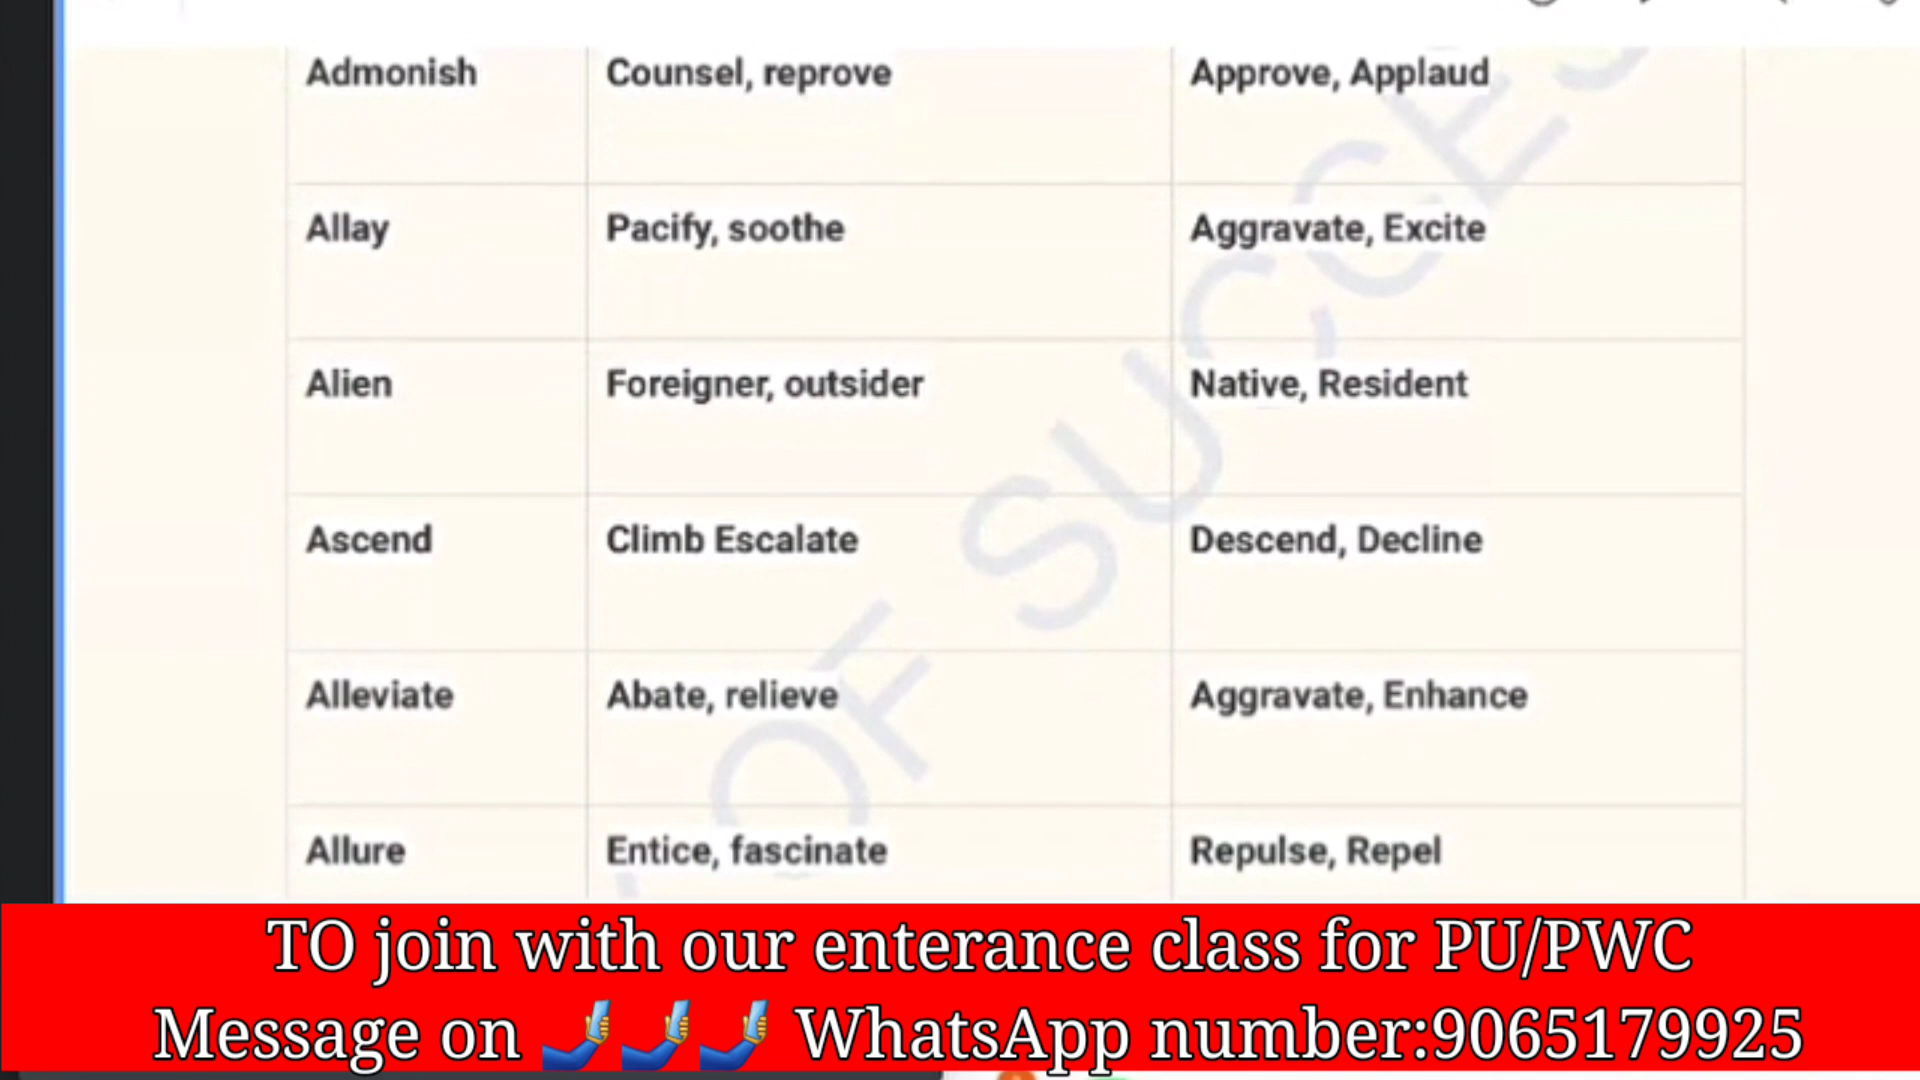 Admonish Counsel, reprove Approve, Applaud
Allay Pacify, soothe Aggravate, Excite
Alien Foreigner, outsider Native, Resident
Ascend Climb Escalate Descend, Decline
Alleviate Abate, relieve Aggravate, Enhance
Allure Entice, fascinate Repulse, Repel
OF SUCCES
TO join with our enterance class for PU/PWC
Message on 🤳🤳🤳 WhatsApp number:9065179925